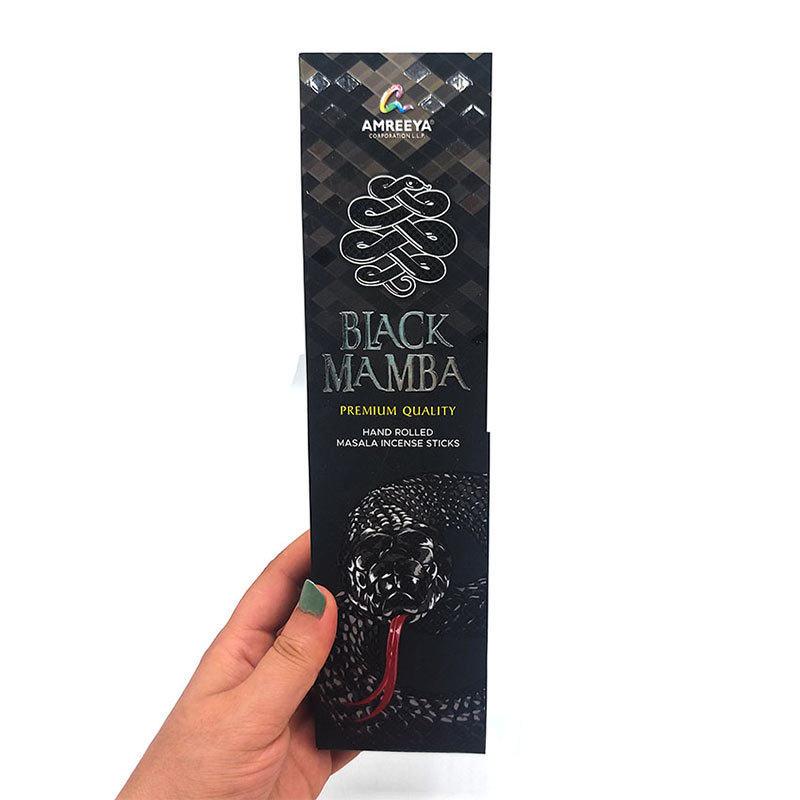 AMREEYA®
CORPORATION L.L.P.
BLACK
MAMBA
PREMIUM QUALITY
HAND ROLLED
MASALA INCENSE STICKS